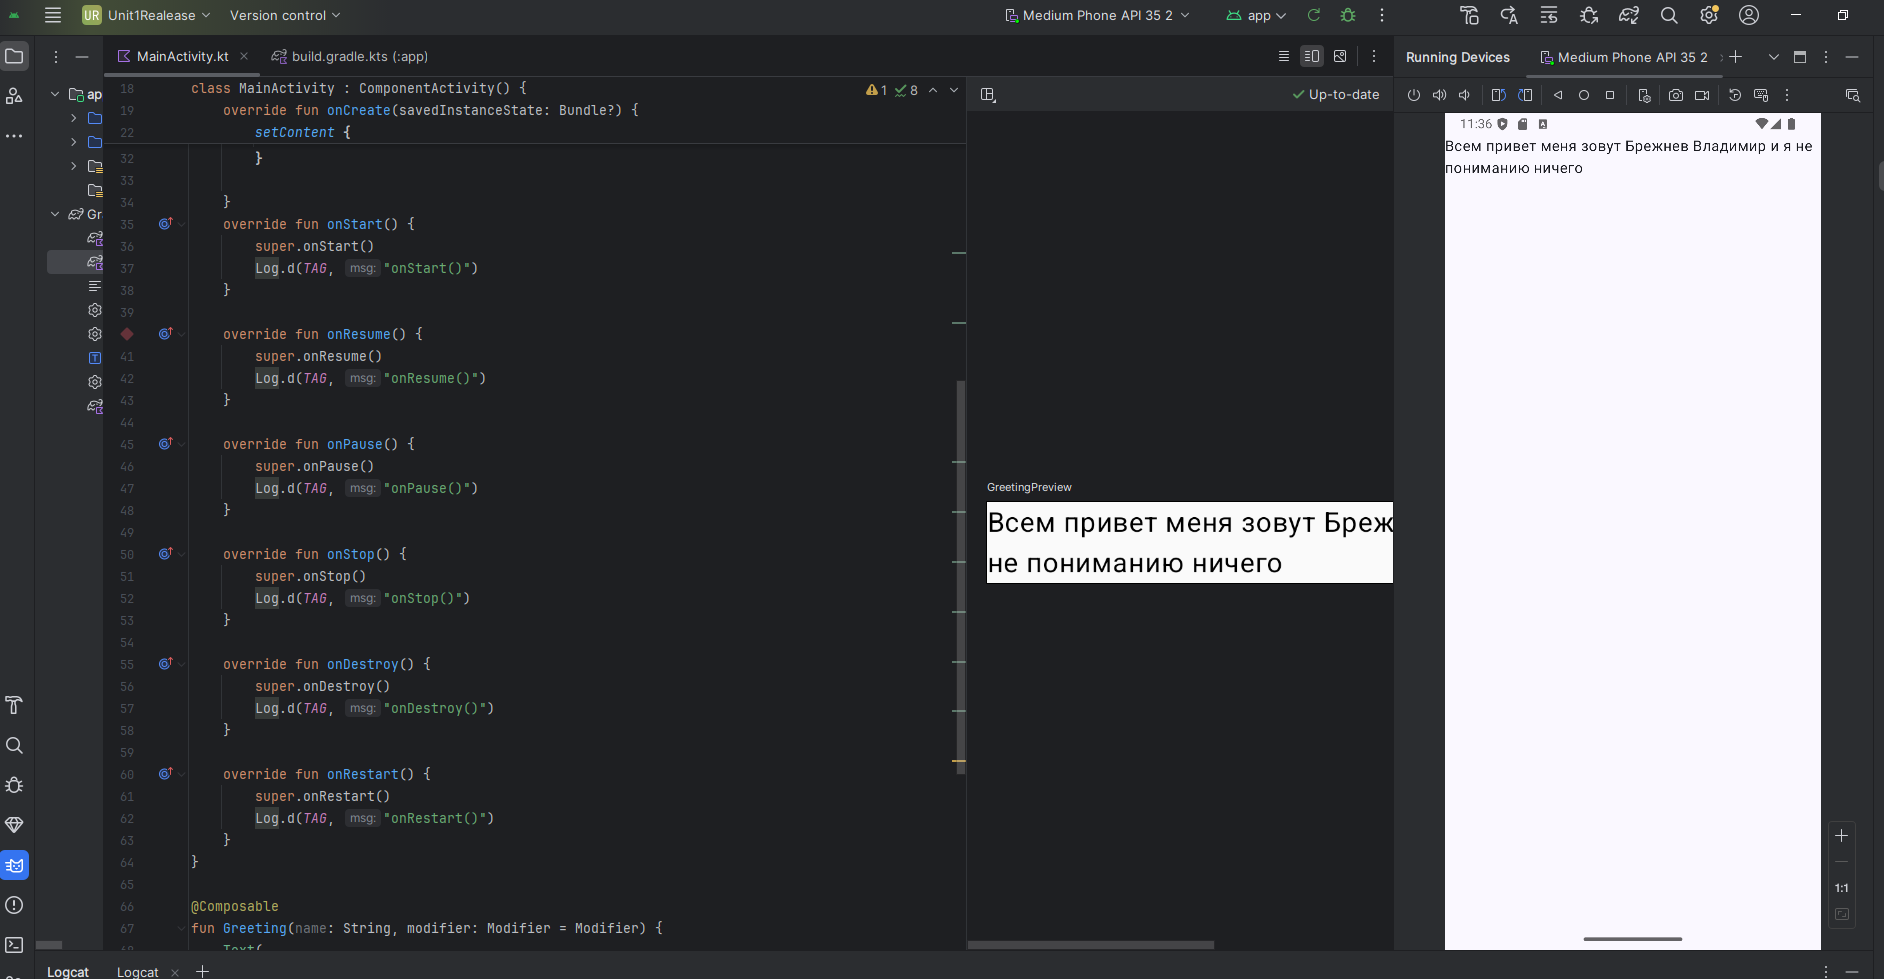 UR Unit1Realease Version control Medium Phone API 35 2 app
MainActivity.kt build.gradle.kts (:app)
18 class MainActivity : ComponentActivity() {
19 override fun onCreate(savedInstanceState: Bundle?) {
22 setContent {
1 8
32 }
33
34 }
35 override fun onStart() {
36 super.onStart()
37 Log.d(TAG, msg: "onStart()")
38 }
39
override fun onResume() {
41 super.onResume()
42 Log.d(TAG, msg: "onResume()")
43 }
44
45 override fun onPause() {
46 super.onPause()
47 Log.d(TAG, msg: "onPause()")
48 }
49
50 override fun onStop() {
51 super.onStop()
52 Log.d(TAG, msg: "onStop()")
53 }
54
55 override fun onDestroy() {
56 super.onDestroy()
57 Log.d(TAG, msg: "onDestroy()")
58 }
59
60 override fun onRestart() {
61 super.onRestart()
62 Log.d(TAG, msg: "onRestart()")
63 }
64 }
65
66 @Composable
67 fun Greeting(name: String, modifier: Modifier = Modifier) {
68 Text(
ap
Gr
Up-to-date
GreetingPreview
Всем привет меня зовут Бреж
не пониманию ничего
Running Devices Medium Phone API 35 2
11:36
Всем привет меня зовут Брежнев Владимир и я не
пониманию ничего
1:1
Logcat Logcat